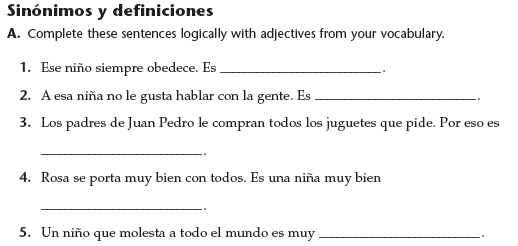 Sinónimos y definiciones
A. Complete these sentences logically with adjectives from your vocabulary.
1. Ese niño siempre obedece. Es ____________________.
2. A esa niña no le gusta hablar con la gente. Es ____________________.
3. Los padres de Juan Pedro le compran todos los juguetes que pide. Por eso es
____________________.
4. Rosa se porta muy bien con todos. Es una niña muy bien
____________________.
5. Un niño que molesta a todo el mundo es muy ____________________.